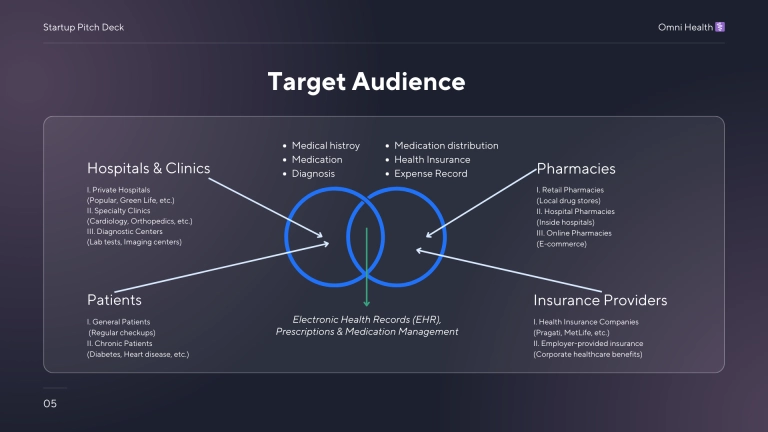 Startup Pitch Deck
Omni Health
Target Audience
Medical histroy
Medication
Diagnosis
Medication distribution
Health Insurance
Expense Record
Hospitals & Clinics
I. Private Hospitals
(Popular, Green Life, etc.)
II. Specialty Clinics
(Cardiology, Orthopedics, etc.)
III. Diagnostic Centers
(Lab tests, Imaging centers)
Pharmacies
I. Retail Pharmacies
(Local drug stores)
II. Hospital Pharmacies
(Inside hospitals)
III. Online Pharmacies
(E-commerce)
Patients
I. General Patients
(Regular checkups)
II. Chronic Patients
(Diabetes, Heart disease, etc.)
Electronic Health Records (EHR),
Prescriptions & Medication Management
Insurance Providers
I. Health Insurance Companies
(Pragati, MetLife, etc.)
II. Employer-provided insurance
(Corporate healthcare benefits)
05